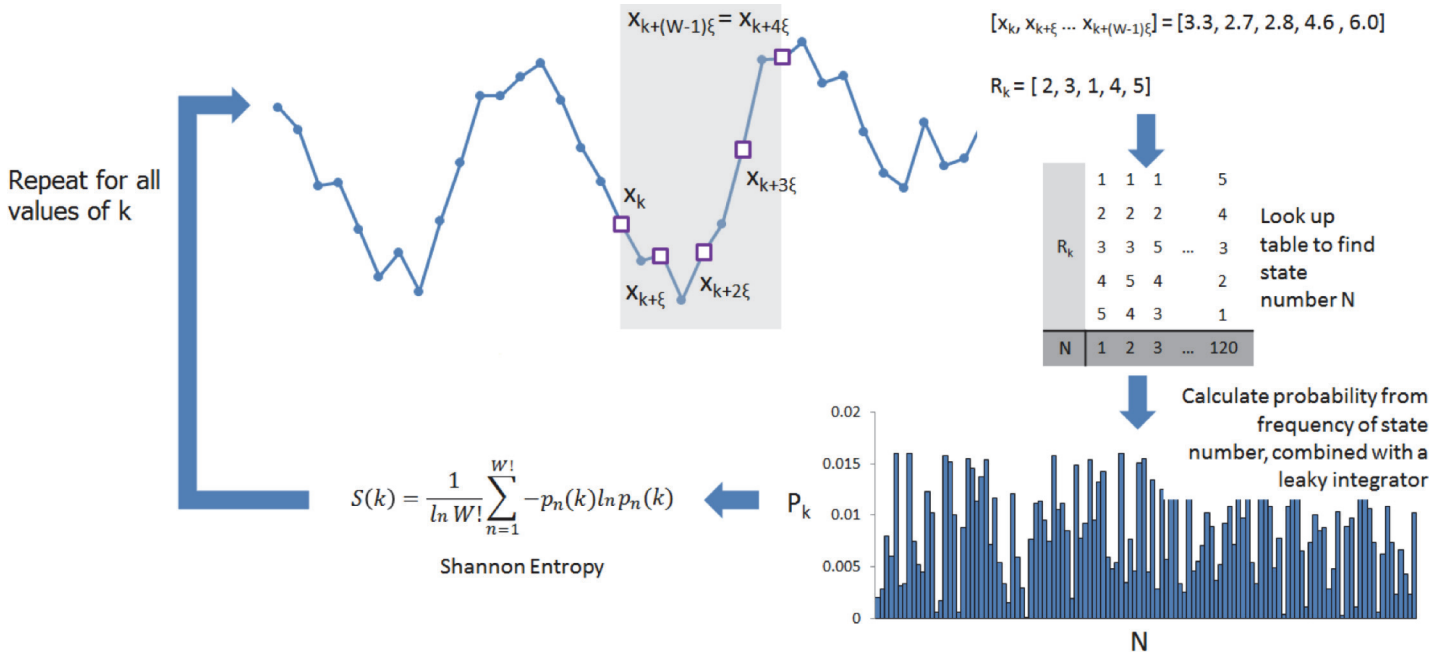 x_{k+(W-1)ξ} = x_{k+4ξ}
[x_k, x_{k+ξ} ... x_{k+(W-1)ξ}] = [3.3, 2.7, 2.8, 4.6 , 6.0]
R_k = [ 2, 3, 1, 4, 5]
Repeat for all
values of k
x_k
x_{k+ξ}
x_{k+2ξ}
x_{k+3ξ}
1 1 1 5
2 2 2 4
R_k 3 3 5 ... 3
4 5 4 2
5 4 3 1
N 1 2 3 ... 120
Look up
table to find
state
number N
Calculate probability from
frequency of state
number, combined with a
leaky integrator
0.02
0.015
0.01
0.005
0
P_k
N
S(k) = \frac{1}{ln W!} \sum_{n=1}^{W!} -p_n(k)ln p_n(k)
Shannon Entropy